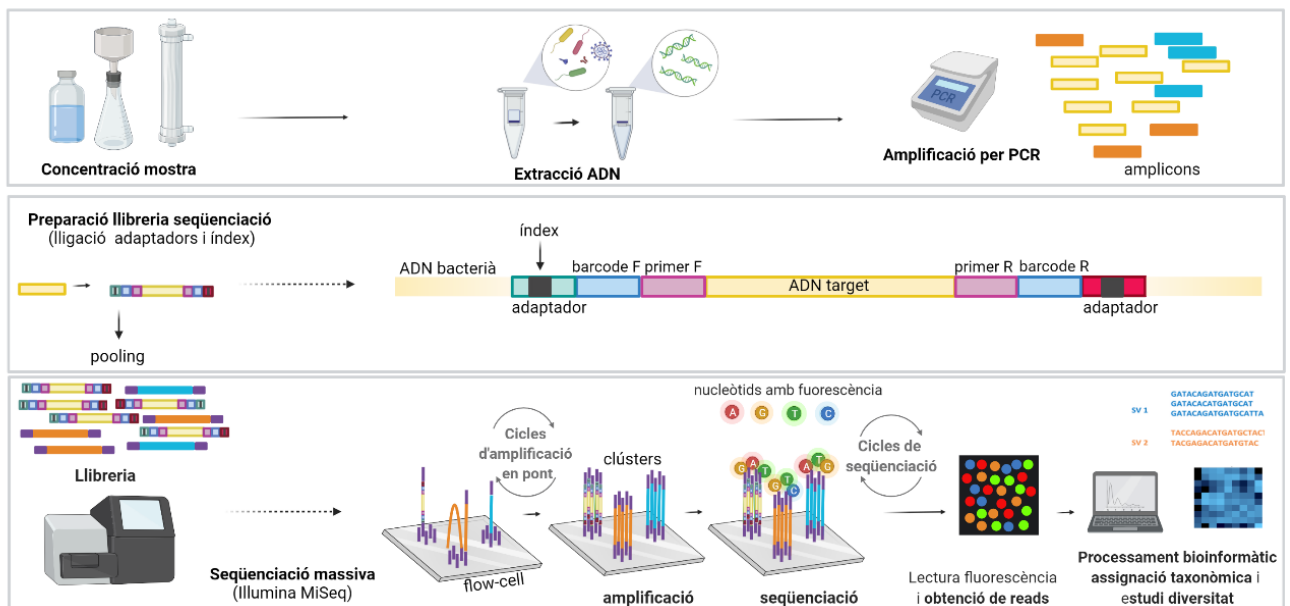 Concentració mostra
Extracció ADN
PCR
Amplificació per PCR
amplicons
Preparació llibreria seqüenciació
(lligació adaptadors i índex)
pooling
índex
ADN bacterià
barcode F
primer F
ADN target
primer R
barcode R
adaptador
adaptador
Llibreria
Seqüenciació massiva
(Illumina MiSeq)
Cicles
d'amplificació
en pont
flow-cell
clústers
amplificació
nucleòtids amb fluorescència
A G T C
G A T G T C A T G
seqüenciació
Cicles de
seqüenciació
Lectura fluorescència
i obtenció de reads
SV 1
GATACAGATGATGCAT
GATACACATGATGCAT
GATACAGATGATGCATTA
SV 2
TACCAGACATGATGCTAC
TACGAGACATGATGTAC
Processament bioinformàtic
assignació taxonòmica i
estudi diversitat